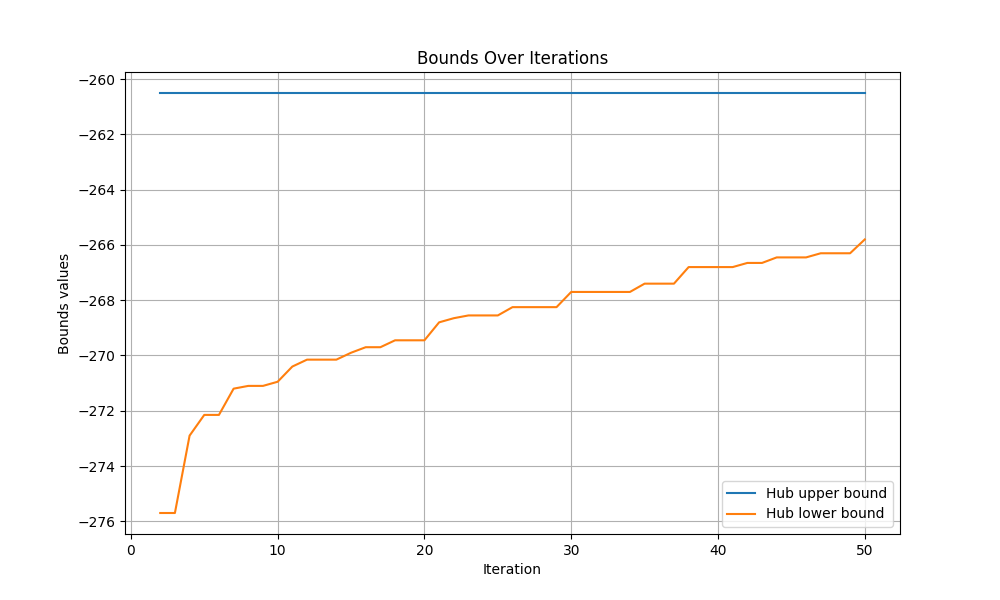 Bounds Over Iterations
Bounds values
−260
−262
−264
−266
−268
−270
−272
−274
−276
Hub upper bound
Hub lower bound
0 10 20 30 40 50
Iteration